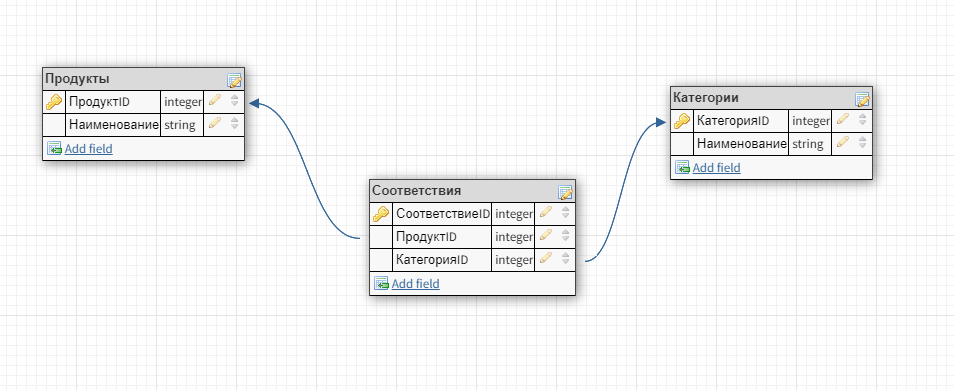 Продукты
ПродуктID integer
Наименование string
Add field
Категории
КатегорияID integer
Наименование string
Add field
Соответствия
СоответствиеID integer
ПродуктID integer
КатегорияID integer
Add field